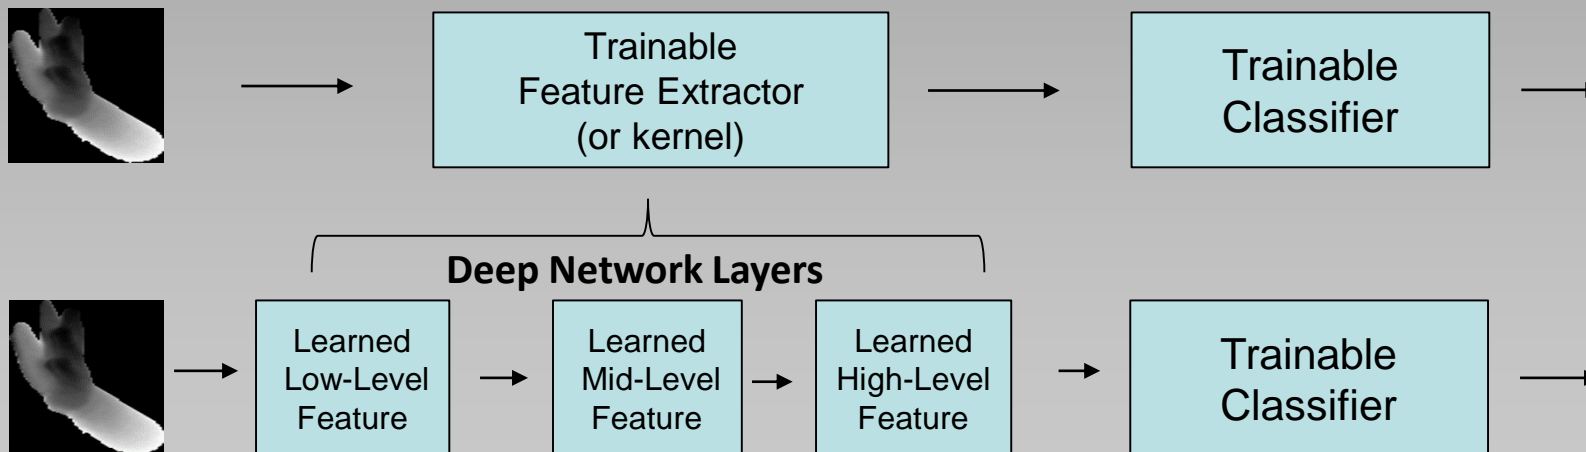 Trainable
Feature Extractor
(or kernel)
Trainable
Classifier
Deep Network Layers
Learned
Low-Level
Feature
Learned
Mid-Level
Feature
Learned
High-Level
Feature
Trainable
Classifier